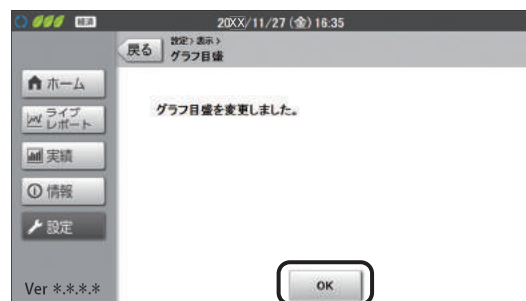 経済
20XX/11/27(金)16:35
戻る
設定>表示>
グラフ目盛
ホーム
ライブ
レポート
グラフ目盛を変更しました。
実績
情報
設定
Ver *.*.*.*
OK